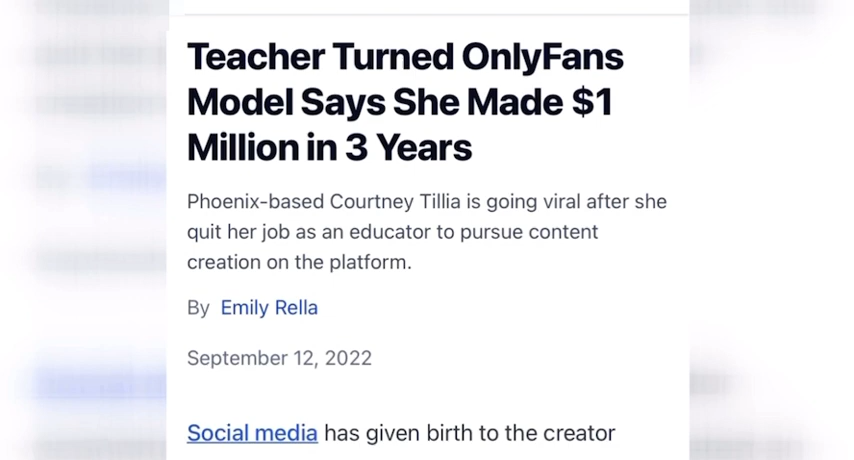 Teacher Turned OnlyFans
Model Says She Made $1
Million in 3 Years
Phoenix-based Courtney Tillia is going viral after she
quit her job as an educator to pursue content
creation on the platform.
By Emily Rella
September 12, 2022
Social media has given birth to the creator